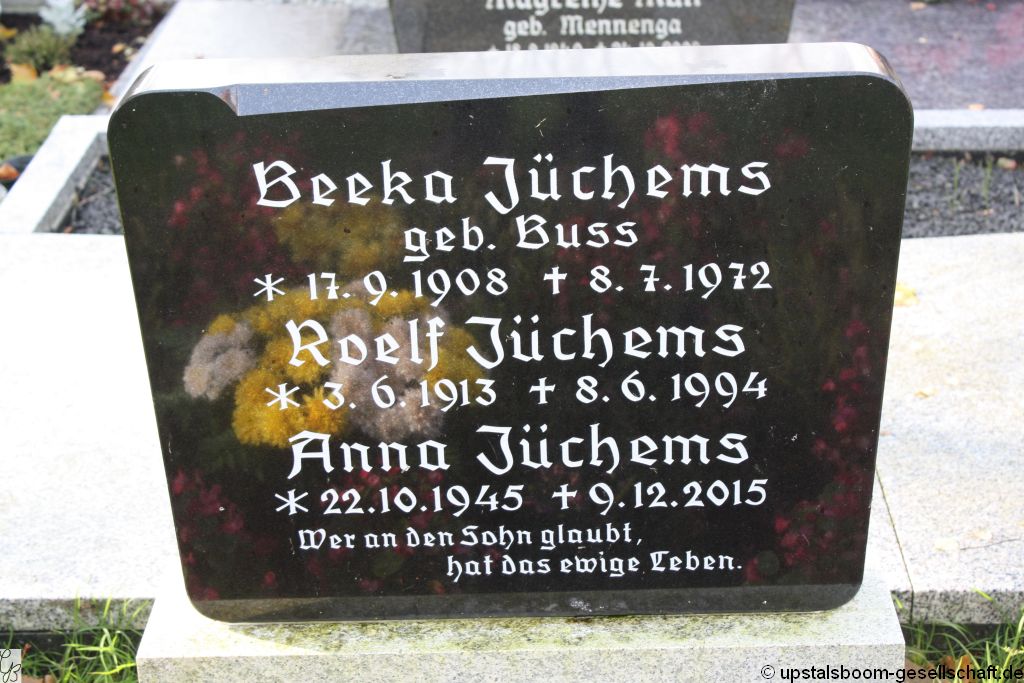 geb. Mennenga
Beeka Jüchems
geb. Buss
* 17. 9. 1908 † 8. 7. 1972
Roelf Jüchems
* 3. 6. 1913 † 8. 6. 1994
Anna Jüchems
* 22.10.1945 † 9.12.2015
Wer an den Sohn glaubt,
hat das ewige Leben.
© upstalsboom-gesellschaft.de